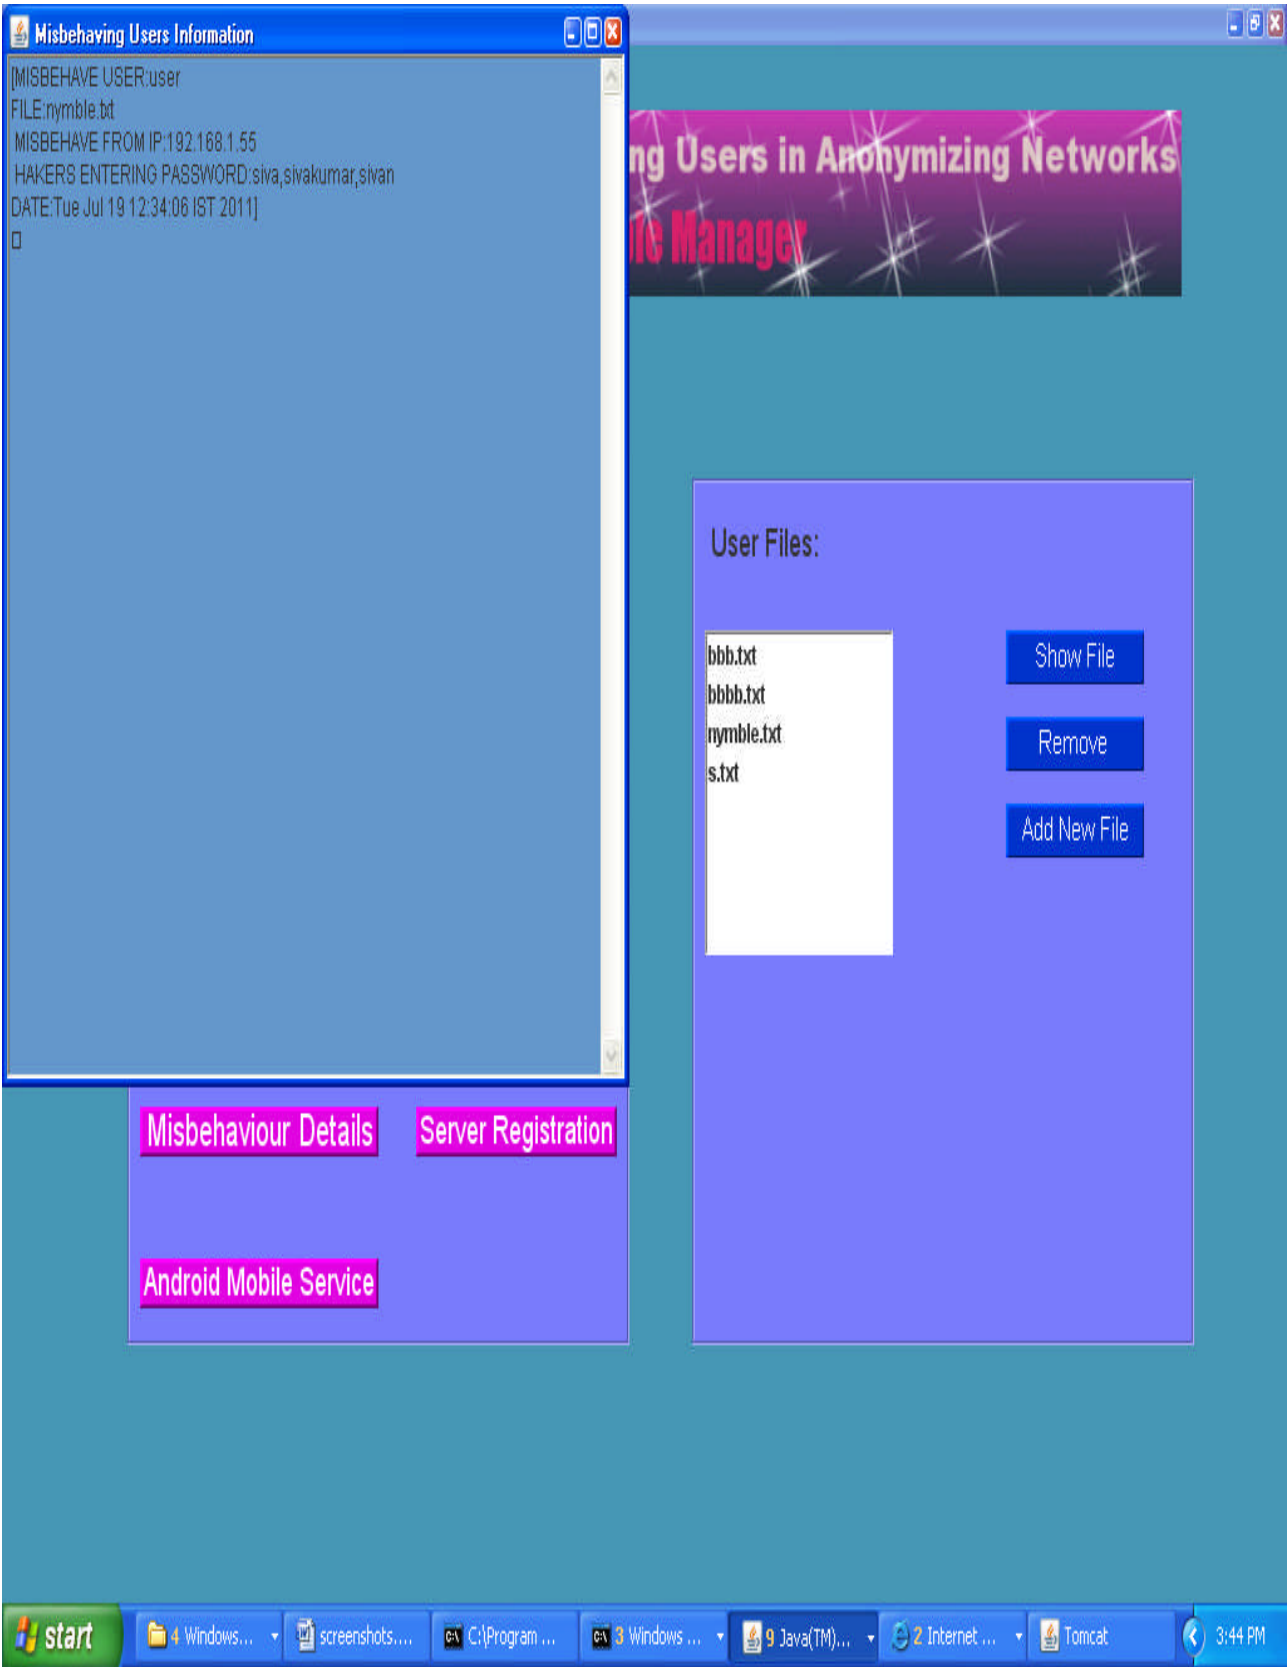 Misbehaving Users Information
[MISBEHAVE USER:user
FILE:nymble.txt
MISBEHAVE FROM IP:192.168.1.55
HAKERS ENTERING PASSWORD:siva,sivakumar,sivan
DATE:Tue Jul 19 12:34:06 IST 2011]
ng Users in Anonymizing Networks
le Manager
User Files:
bbb.txt
bbbb.txt
nymble.txt
s.txt
Show File
Remove
Add New File
Misbehaviour Details
Server Registration
Android Mobile Service
start
4 Windows...
screenshots....
C:\Program ...
3 Windows ...
9 Java(TM)...
2 Internet ...
Tomcat
3:44 PM